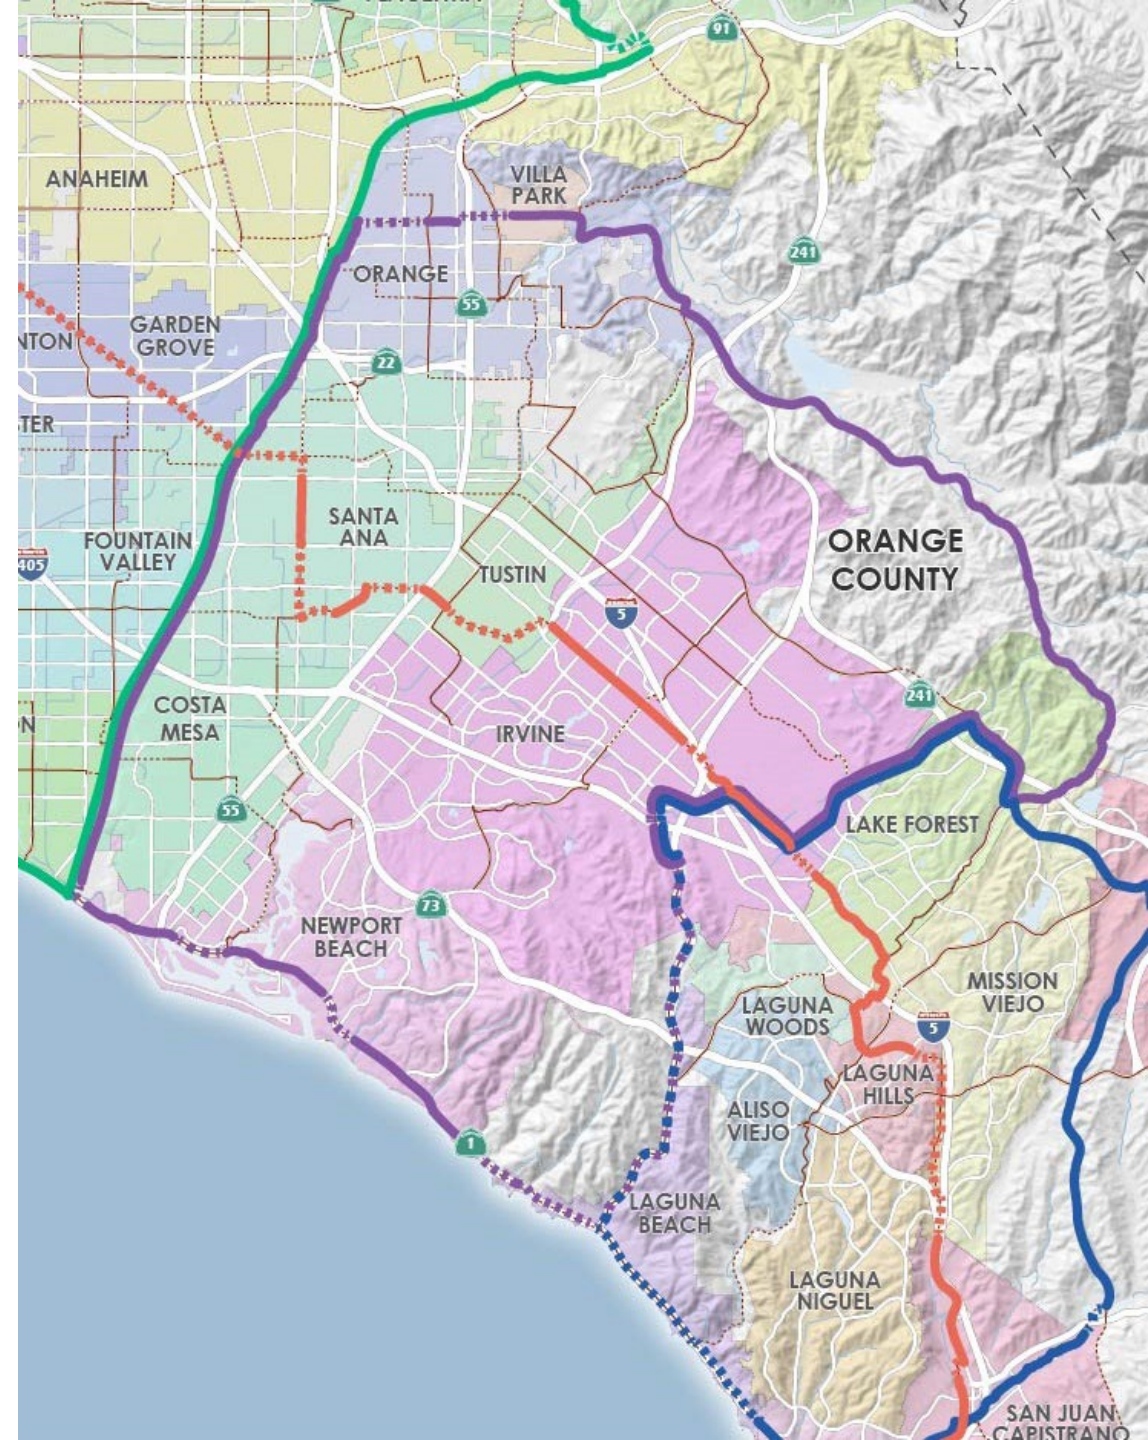 91
ANAHEIM
VILLA
PARK
241
ORANGE
55
GARDEN
GROVE
NTON
22
TER
SANTA
ANA
FOUNTAIN
VALLEY
405
ORANGE
COUNTY
TUSTIN
5
241
COSTA
MESA
N
IRVINE
55
LAKE FOREST
73
NEWPORT
BEACH
MISSION
VIEJO
LAGUNA
WOODS
5
LAGUNA
HILLS
ALISO
VIEJO
1
LAGUNA
BEACH
LAGUNA
NIGUEL
SAN JUAN
CAPISTRANO